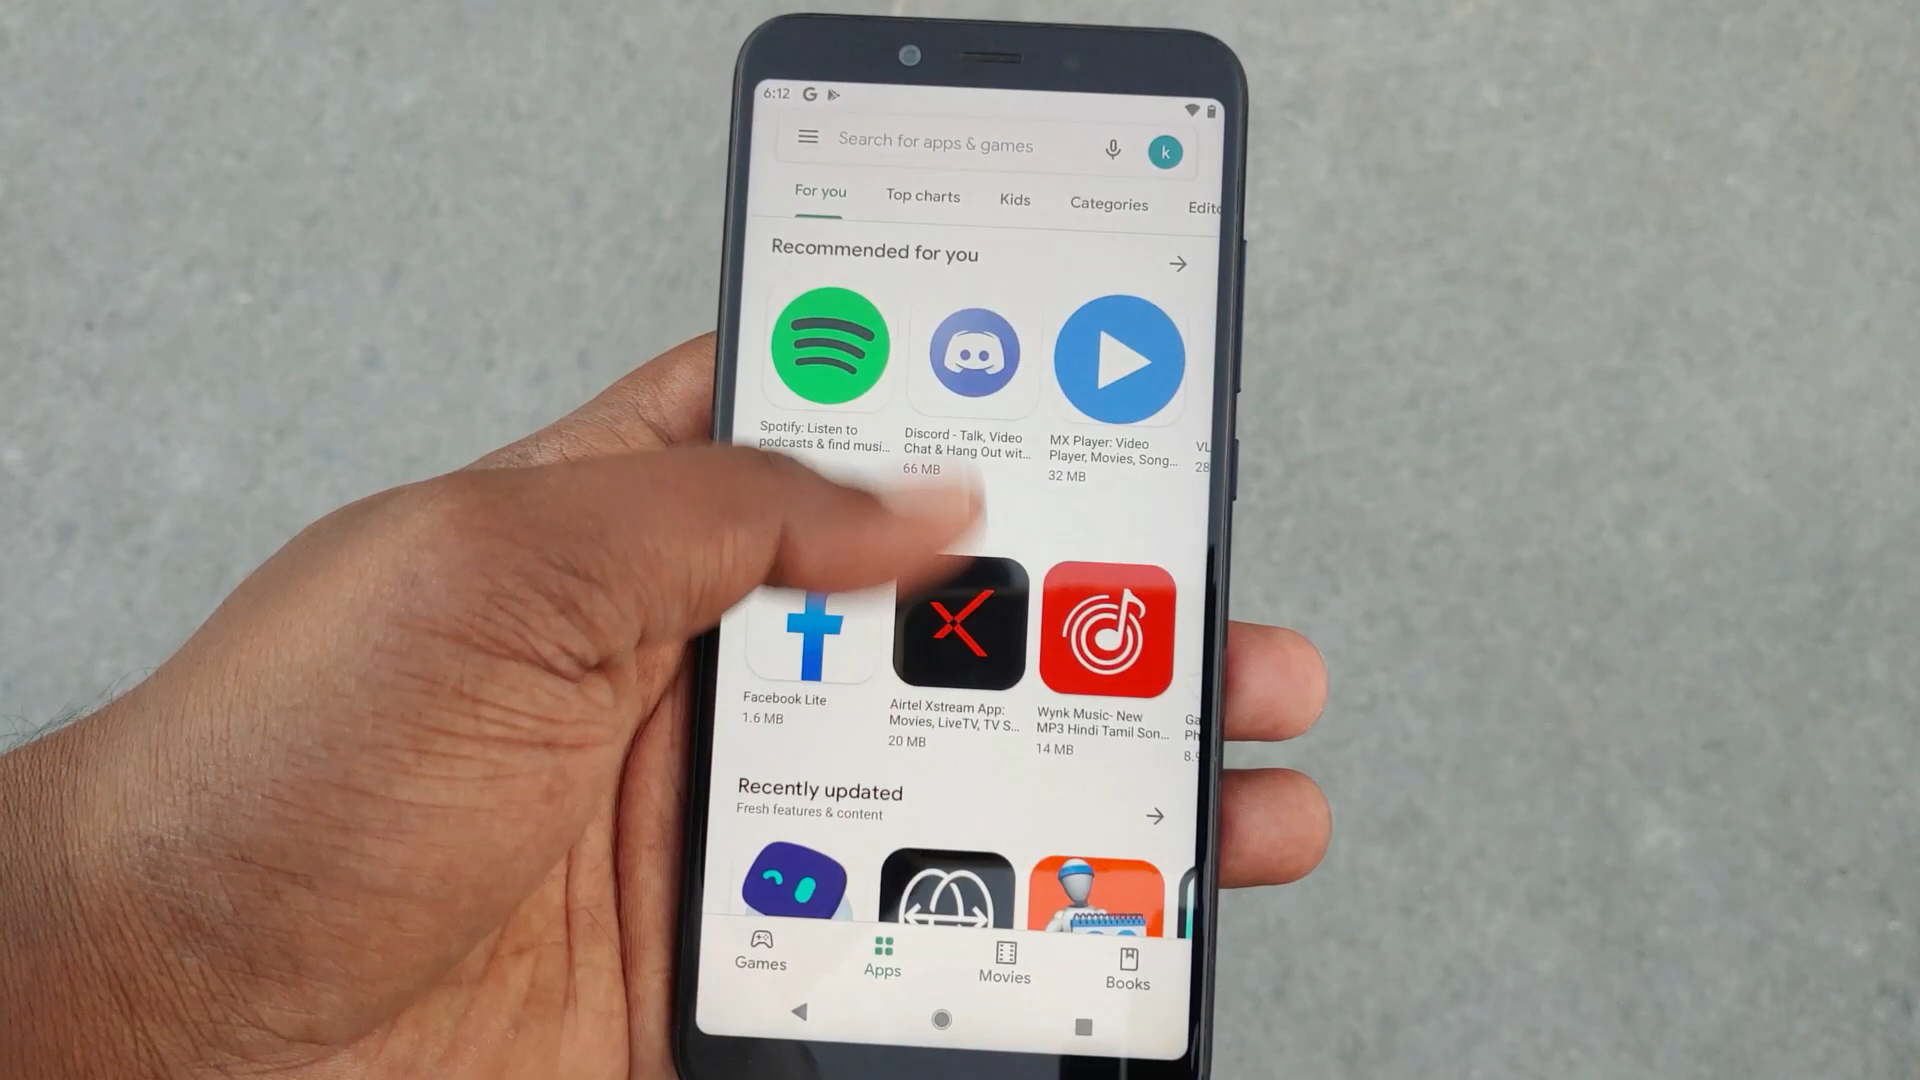 6:12
Search for apps & games
k
For you
Top charts
Kids
Categories
Edito
Recommended for you
Spotify: Listen to
podcasts & find musi...
Discord - Talk, Video
Chat & Hang Out wit...
66 MB
MX Player: Video
Player, Movies, Song...
32 MB
VL
28
Facebook Lite
1.6 MB
Airtel Xstream App:
Movies, LiveTV, TV S...
20 MB
Wynk Music- New
MP3 Hindi Tamil Son...
14 MB
Ga
Ph
8.9
Recently updated
Fresh features & content
Games
Apps
Movies
Books